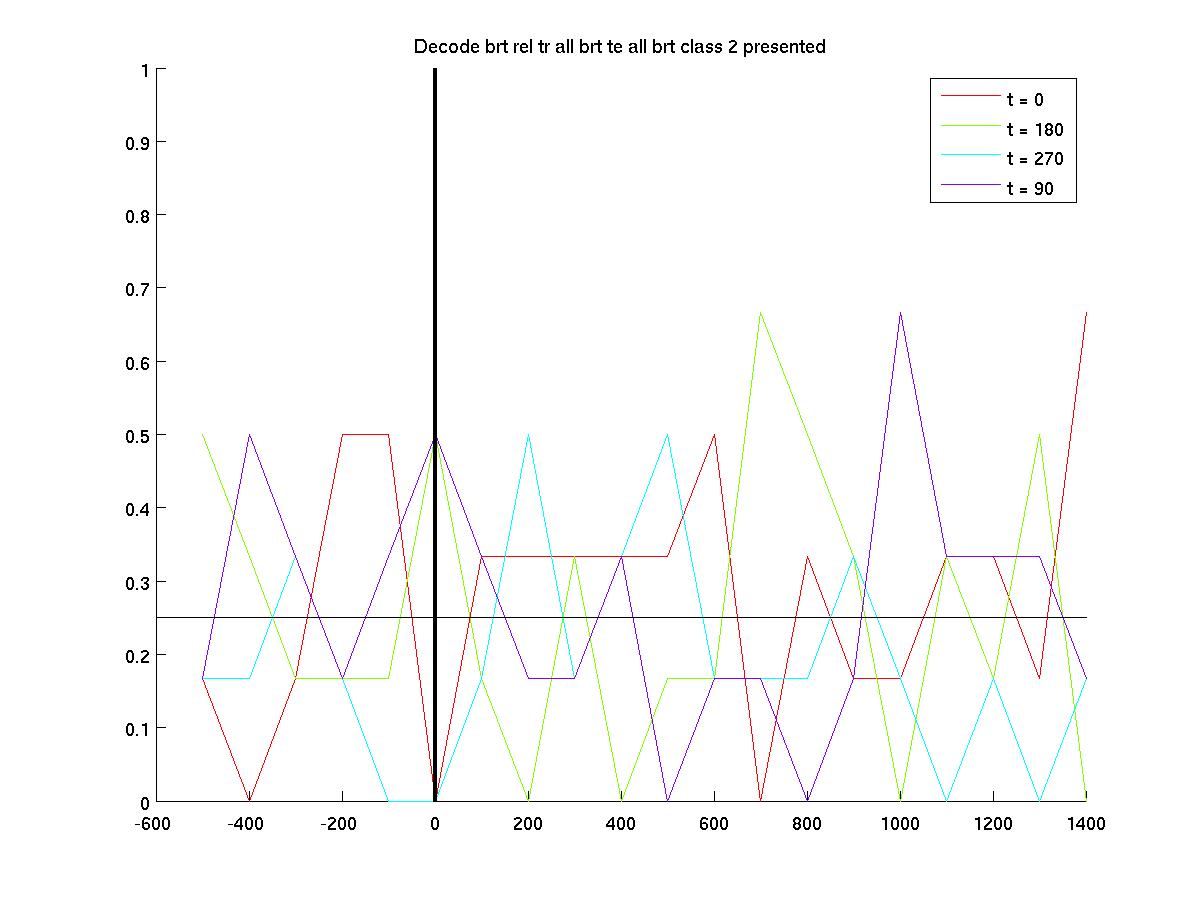 Decode brt rel tr all brt te all brt class 2 presented
1
0.9
0.8
0.7
0.6
0.5
0.4
0.3
0.2
0.1
0
-600 -400 -200 0 200 400 600 800 1000 1200 1400
t = 0
t = 180
t = 270
t = 90